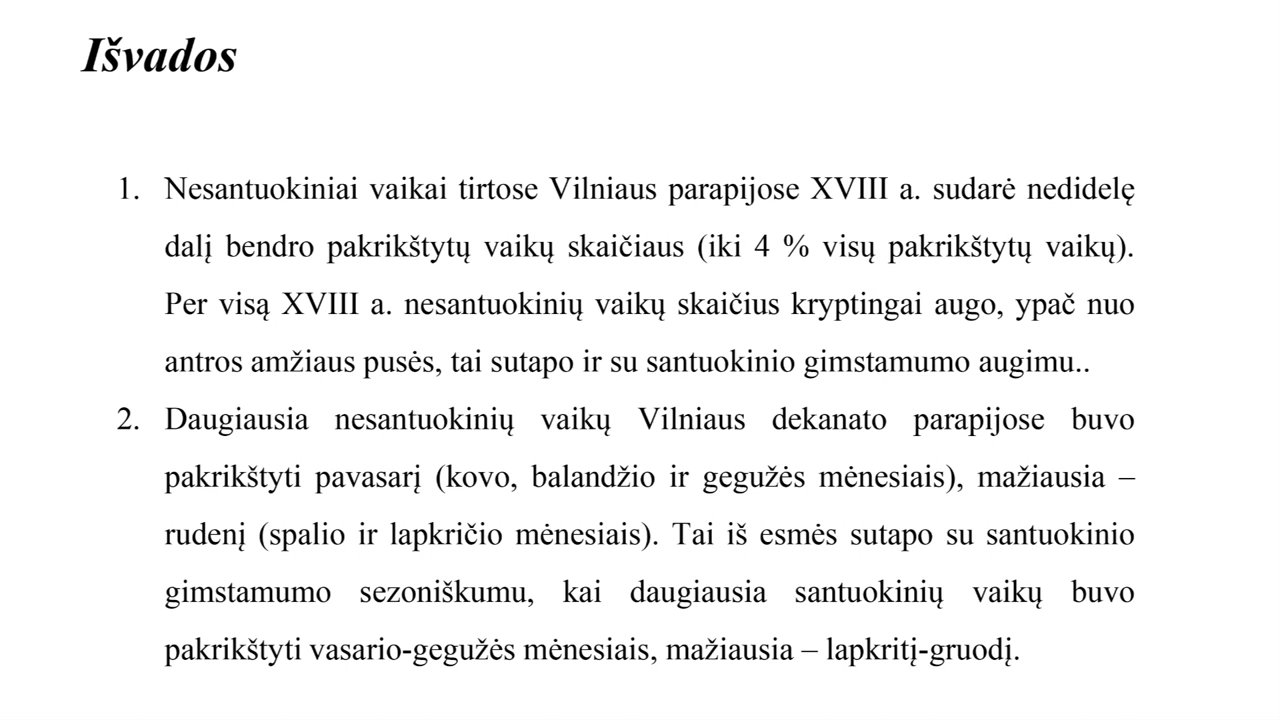 Išvados
1. Nesantuokiniai vaikai tirtose Vilniaus parapijose XVIII a. sudarė nedidelę
dalį bendro pakrikštytų vaikų skaičiaus (iki 4 % visų pakrikštytų vaikų).
Per visą XVIII a. nesantuokinių vaikų skaičius kryptingai augo, ypač nuo
antros amžiaus pusės, tai sutapo ir su santuokinio gimstamumo augimu..
2. Daugiausia nesantuokinių vaikų Vilniaus dekanato parapijose buvo
pakrikštyti pavasarį (kovo, balandžio ir gegužės mėnesiais), mažiausia –
rudenį (spalio ir lapkričio mėnesiais). Tai iš esmės sutapo su santuokinio
gimstamumo sezoniškumu, kai daugiausia santuokinių vaikų buvo
pakrikštyti vasario-gegužės mėnesiais, mažiausia – lapkritį-gruodį.